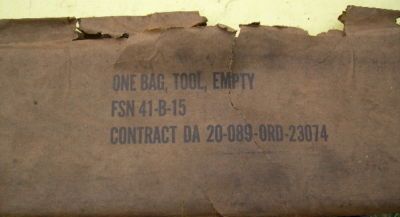 ONE BAG, TOOL, EMPTY
FSN 41-B-15
CONTRACT DA 20-089-ORD-23074